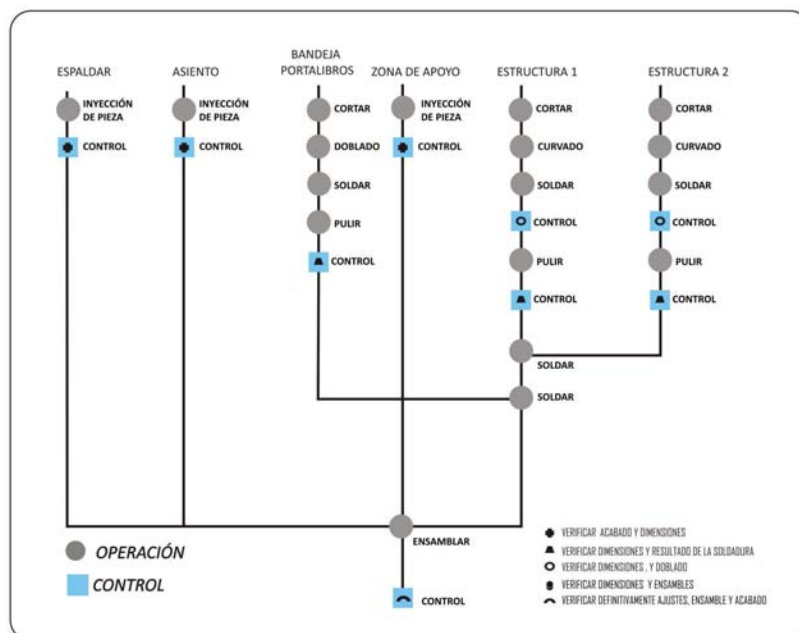 ESPALDAR
ASIENTO
BANDEJA
PORTALIBROS
ZONA DE APOYO
ESTRUCTURA 1
ESTRUCTURA 2
INYECCIÓN
DE PIEZA
INYECCIÓN
DE PIEZA
CORTAR
INYECCIÓN
DE PIEZA
CORTAR
CORTAR
CONTROL
CONTROL
DOBLADO
CONTROL
CURVADO
CURVADO
SOLDAR
SOLDAR
SOLDAR
PULIR
CONTROL
CONTROL
CONTROL
PULIR
PULIR
CONTROL
CONTROL
SOLDAR
SOLDAR
ENSAMBLAR
CONTROL
OPERACIÓN
CONTROL
VERIFICAR ACABADO Y DIMENSIONES
VERIFICAR DIMENSIONES Y RESULTADO DE LA SOLDADURA
VERIFICAR DIMENSIONES , Y DOBLADO
VERIFICAR DIMENSIONES Y ENSAMBLES
VERIFICAR DEFINITIVAMENTE AJUSTES, ENSAMBLE Y ACABADO